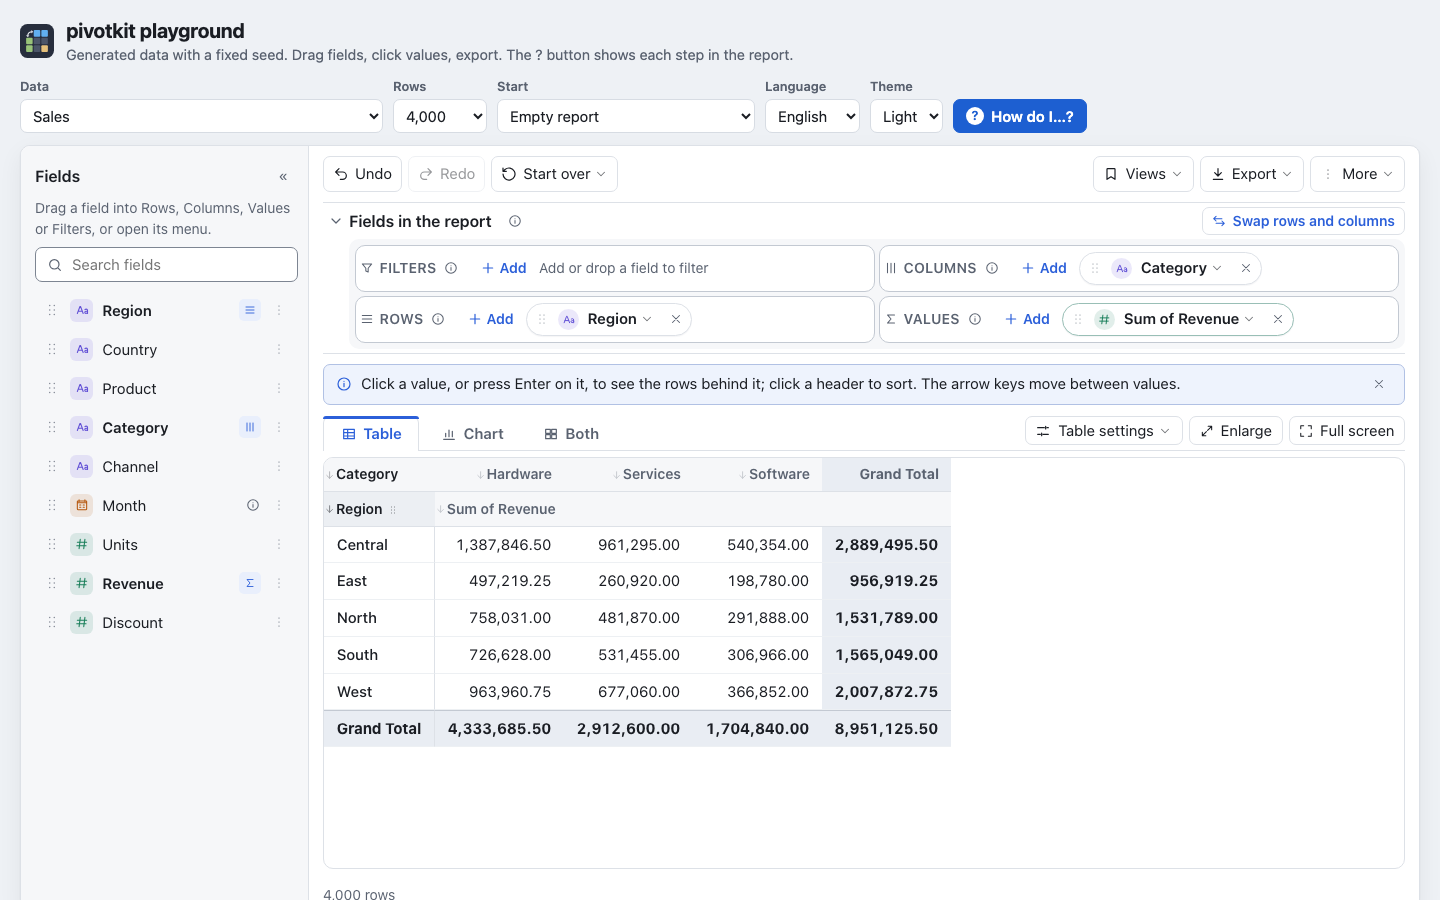 pivotkit playground
Generated data with a fixed seed. Drag fields, click values, export. The ? button shows each step in the report.
Data Rows Start Language Theme
Sales 4,000 Empty report English Light ? How do I...?
Fields «
Drag a field into Rows, Columns, Values
or Filters, or open its menu.
Search fields
Aa Region
Aa Country
Aa Product
Aa Category
Aa Channel
Month
# Units
# Revenue Σ
# Discount
Undo Redo Start over Views Export More
Fields in the report Swap rows and columns
FILTERS + Add Add or drop a field to filter
COLUMNS + Add Aa Category ×
ROWS + Add Aa Region ×
Σ VALUES + Add # Sum of Revenue ×
Click a value, or press Enter on it, to see the rows behind it; click a header to sort. The arrow keys move between values. ×
Table Chart Both Table settings Enlarge Full screen
↓ Category ↓ Hardware ↓ Services ↓ Software Grand Total
↓ Region ↓ Sum of Revenue
Central 1,387,846.50 961,295.00 540,354.00 2,889,495.50
East 497,219.25 260,920.00 198,780.00 956,919.25
North 758,031.00 481,870.00 291,888.00 1,531,789.00
South 726,628.00 531,455.00 306,966.00 1,565,049.00
West 963,960.75 677,060.00 366,852.00 2,007,872.75
Grand Total 4,333,685.50 2,912,600.00 1,704,840.00 8,951,125.50
4,000 rows